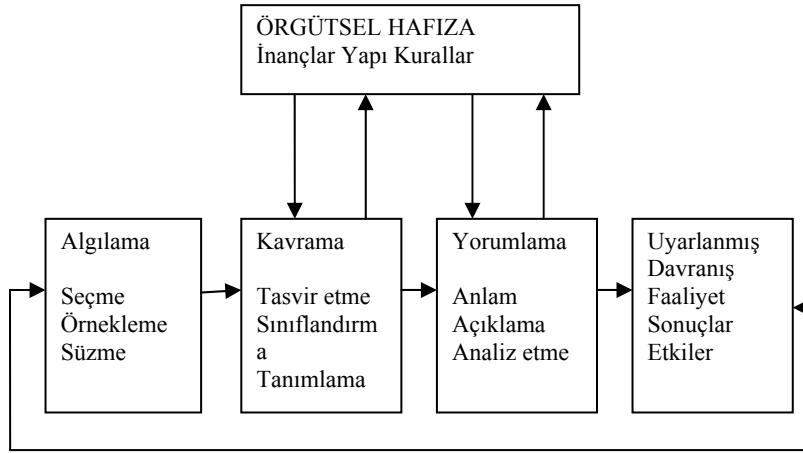 ÖRGÜTSEL HAFIZA
İnançlar Yapı Kurallar
Algılama
Seçme
Örnekleme
Süzme
Kavrama
Tasvir etme
Sınıflandırm
a
Tanımlama
Yorumlama
Anlam
Açıklama
Analiz etme
Uyarlanmış
Davranış
Faaliyet
Sonuçlar
Etkiler